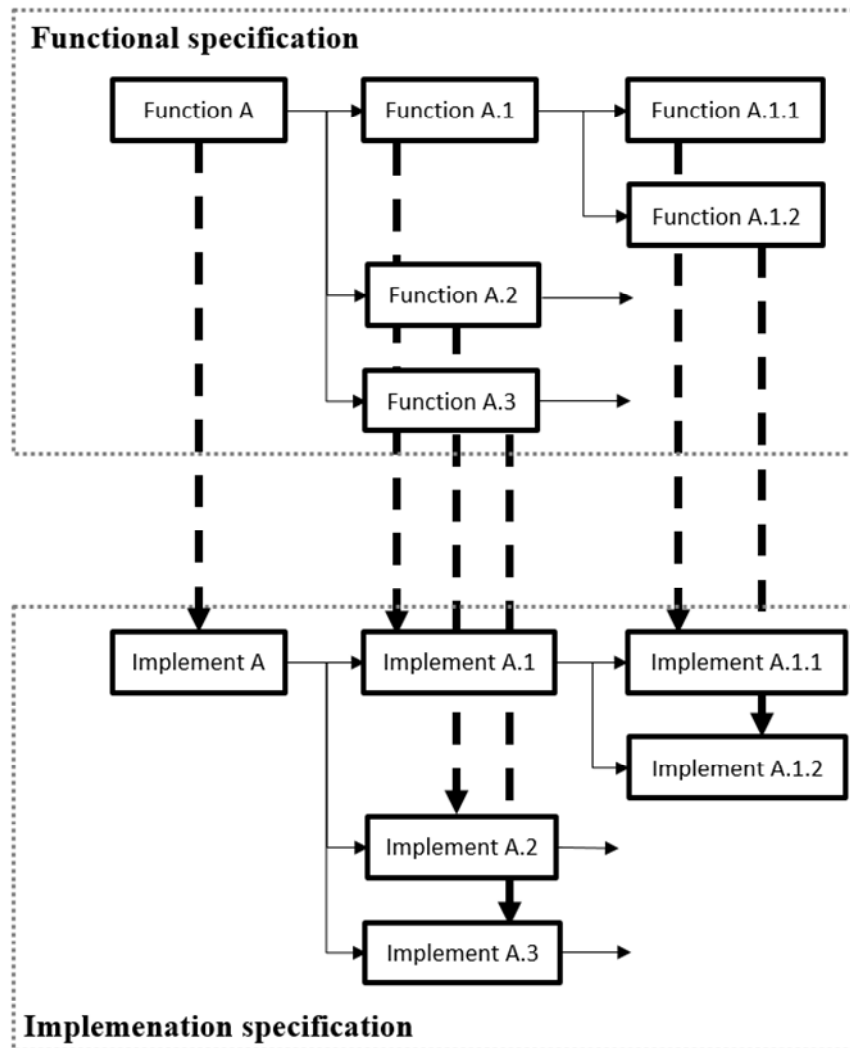 Functional specification
Function A
Function A.1
Function A.1.1
Function A.1.2
Function A.2
Function A.3
Implement A
Implement A.1
Implement A.1.1
Implement A.1.2
Implement A.2
Implement A.3
Implemenation specification